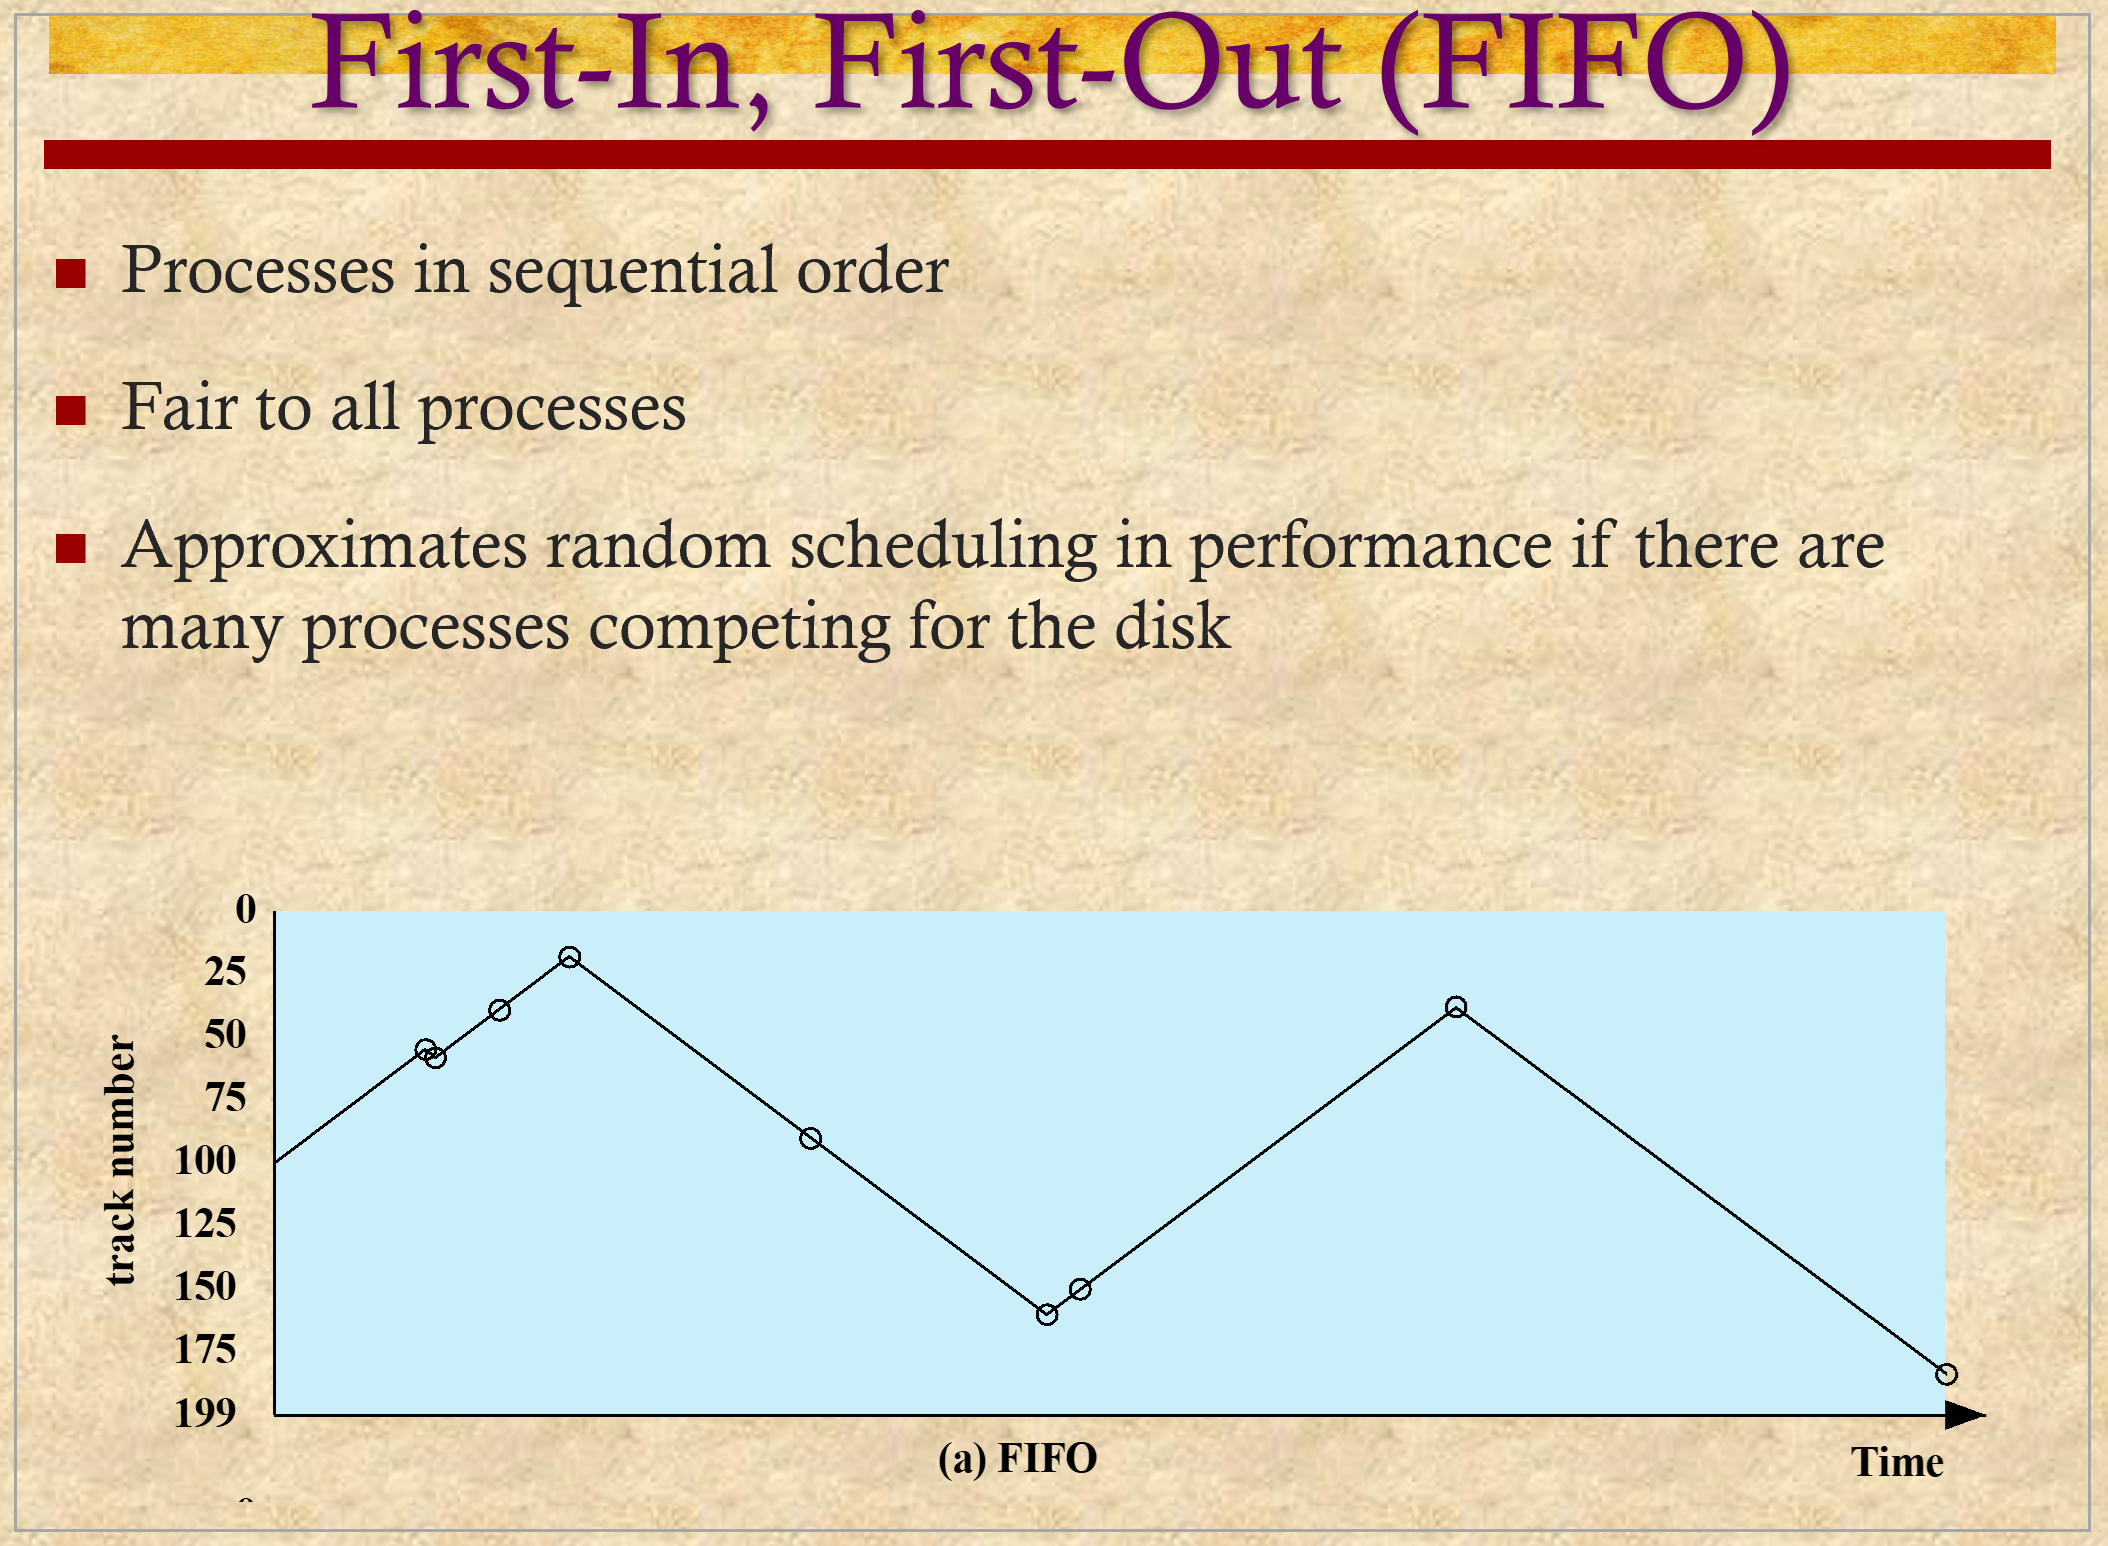 First-In, First-Out (FIFO)
Processes in sequential order
Fair to all processes
Approximates random scheduling in performance if there are
many processes competing for the disk
0
25
50
75
100
125
150
175
199
track number
(a) FIFO
Time